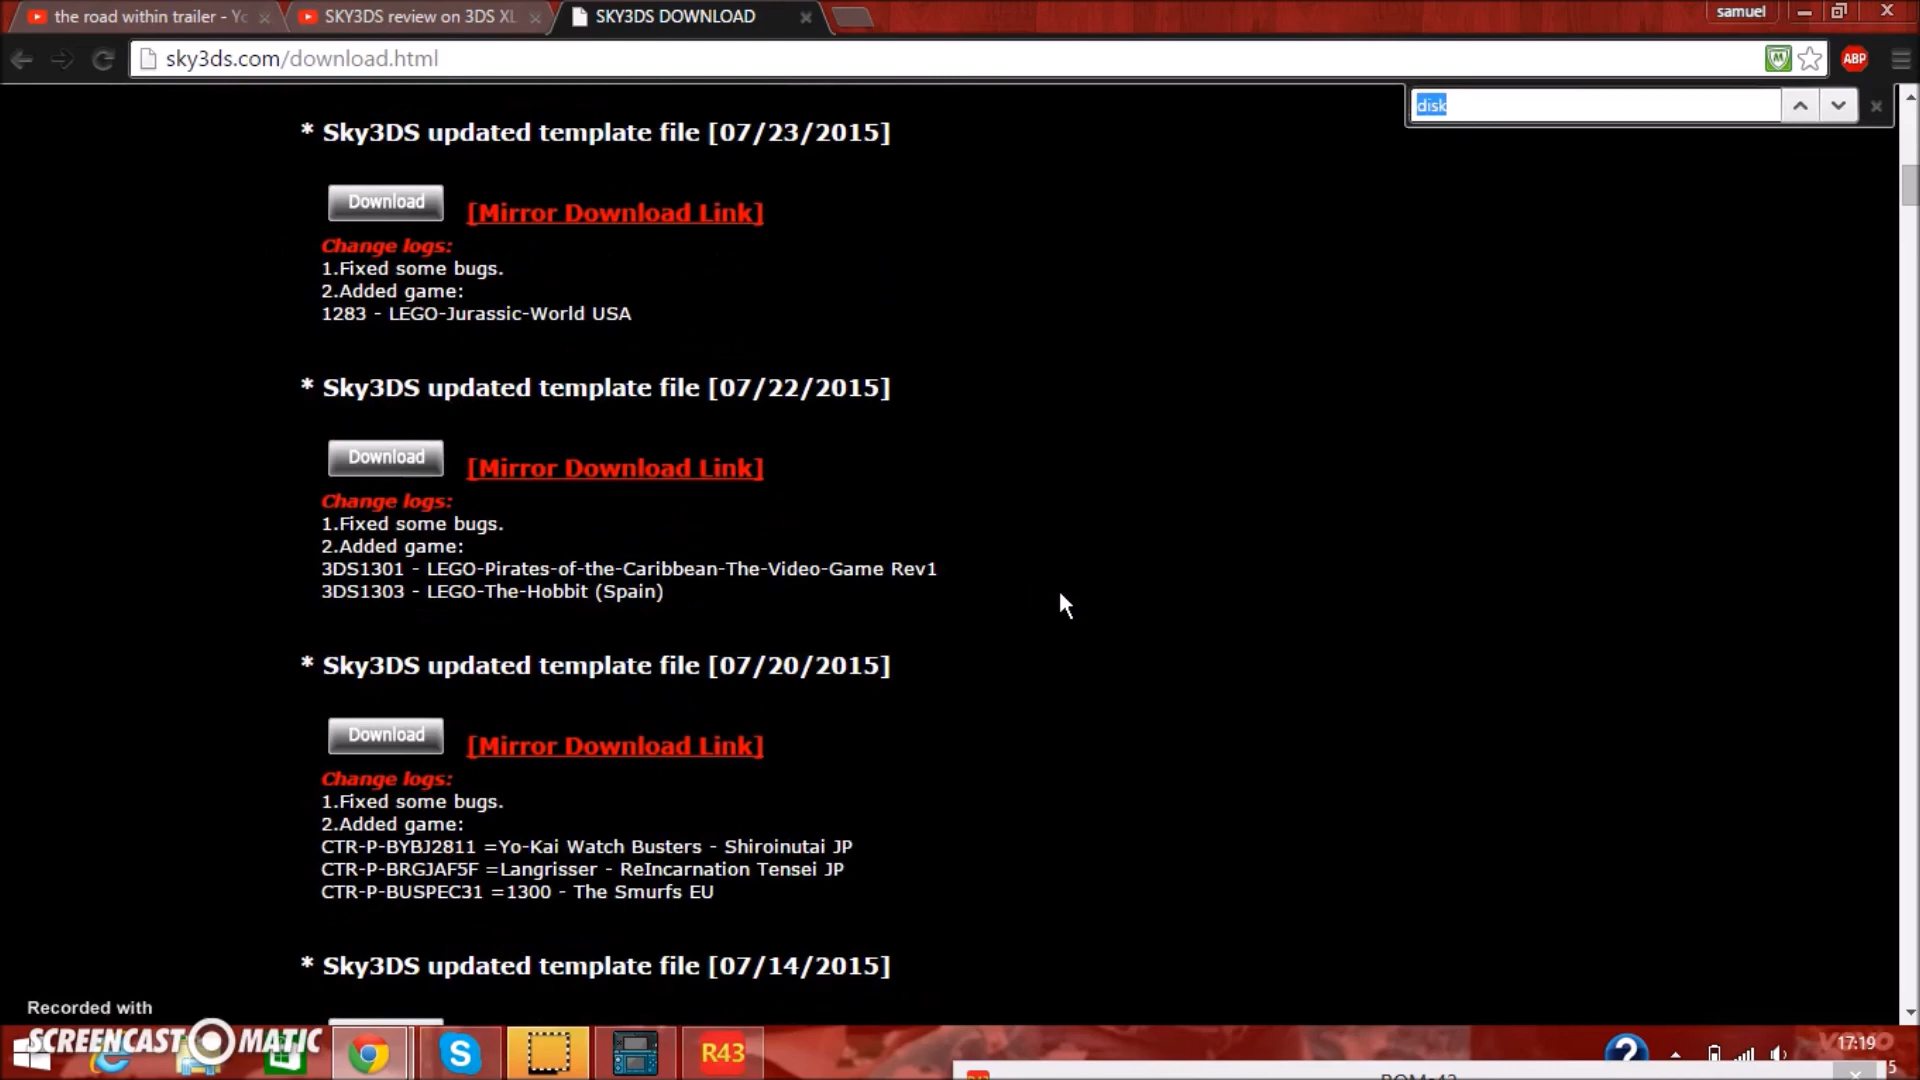 the road within trailer - Yo
SKY3DS review on 3DS XL
SKY3DS DOWNLOAD
samuel
sky3ds.com/download.html
ABP
disk
* Sky3DS updated template file [07/23/2015]
Download
[Mirror Download Link]
Change logs:
1.Fixed some bugs.
2.Added game:
1283 - LEGO-Jurassic-World USA
* Sky3DS updated template file [07/22/2015]
Download
[Mirror Download Link]
Change logs:
1.Fixed some bugs.
2.Added game:
3DS1301 - LEGO-Pirates-of-the-Caribbean-The-Video-Game Rev1
3DS1303 - LEGO-The-Hobbit (Spain)
* Sky3DS updated template file [07/20/2015]
Download
[Mirror Download Link]
Change logs:
1.Fixed some bugs.
2.Added game:
CTR-P-BYBJ2811 =Yo-Kai Watch Busters - Shiroinutai JP
CTR-P-BRGJAF5F =Langrisser - ReIncarnation Tensei JP
CTR-P-BUSPEC31 =1300 - The Smurfs EU
* Sky3DS updated template file [07/14/2015]
Recorded with
SCREENCAST-O-MATIC
R43
17:19